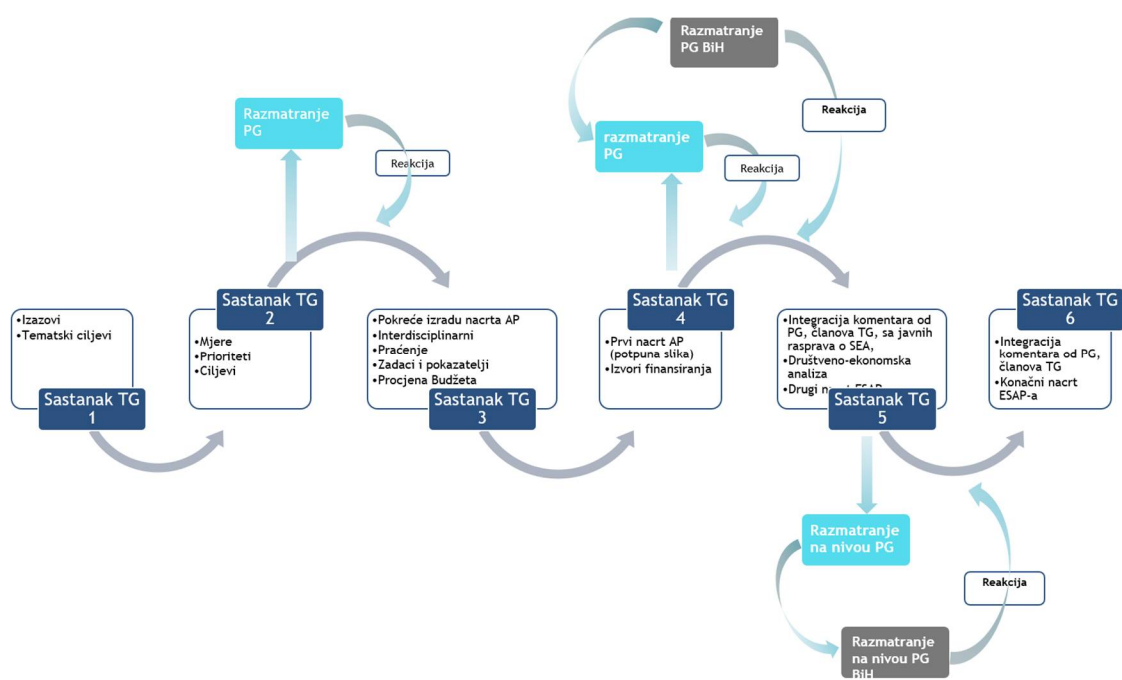 Razmatranje
PG BiH
Reakcija
Razmatranje
PG
Reakcija
razmatranje
PG
Reakcija
•Izazovi
•Tematski ciljevi
Sastanak TG
1
Sastanak TG
2
•Mjere
•Prioriteti
•Ciljevi
•Pokreće izradu nacrta AP
•Interdisciplinarni
•Praćenje
•Zadaci i pokazatelji
•Procjena Budžeta
Sastanak TG
3
Sastanak TG
4
•Prvi nacrt AP
(potpuna slika)
•Izvori finansiranja
•Integracija komentara od
PG, članova TG, sa javnih
rasprava o SEA,
•Društveno-ekonomska
analiza
•Drugi
Sastanak TG
5
Sastanak TG
6
•Integracija
komentara od PG,
članova TG
•Konačni nacrt
ESAP-a
Razmatranje
na nivou PG
Reakcija
Razmatranje
na nivou PG
BiH